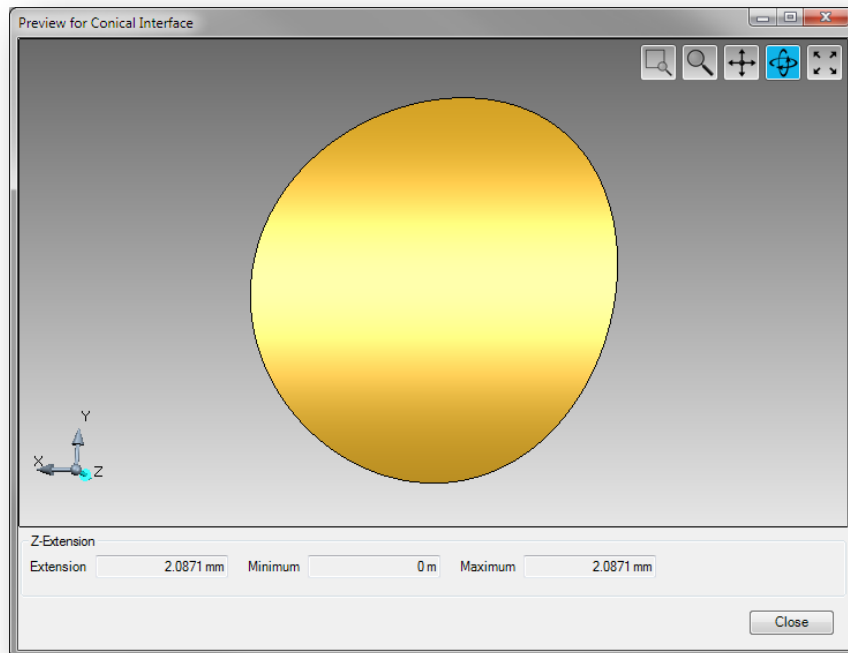 Preview for Conical Interface
Y
X
Z
Z-Extension
Extension 2.0871 mm Minimum 0 m Maximum 2.0871 mm
Close